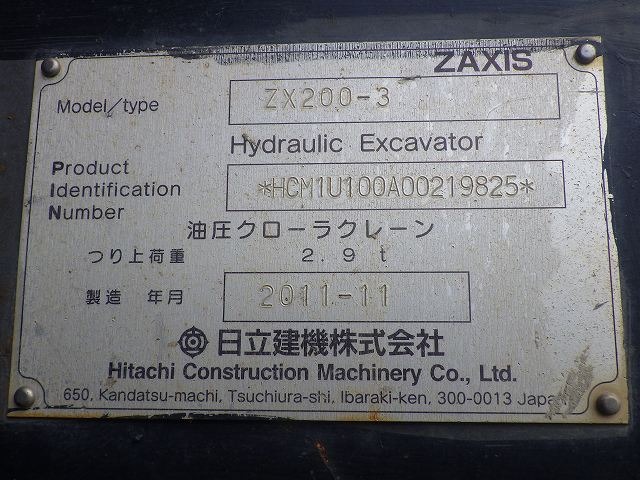 ZAXIS
Model/type ZX200-3
Hydraulic Excavator
Product
Identification *HCM1U100A00219825*
Number
油圧クローラクレーン
つり上荷重 2.9t
製造 年月 2011-11
日立建機株式会社
Hitachi Construction Machinery Co., Ltd.
650, Kandatsu-machi, Tsuchiura-shi, Ibaraki-ken, 300-0013 Japan